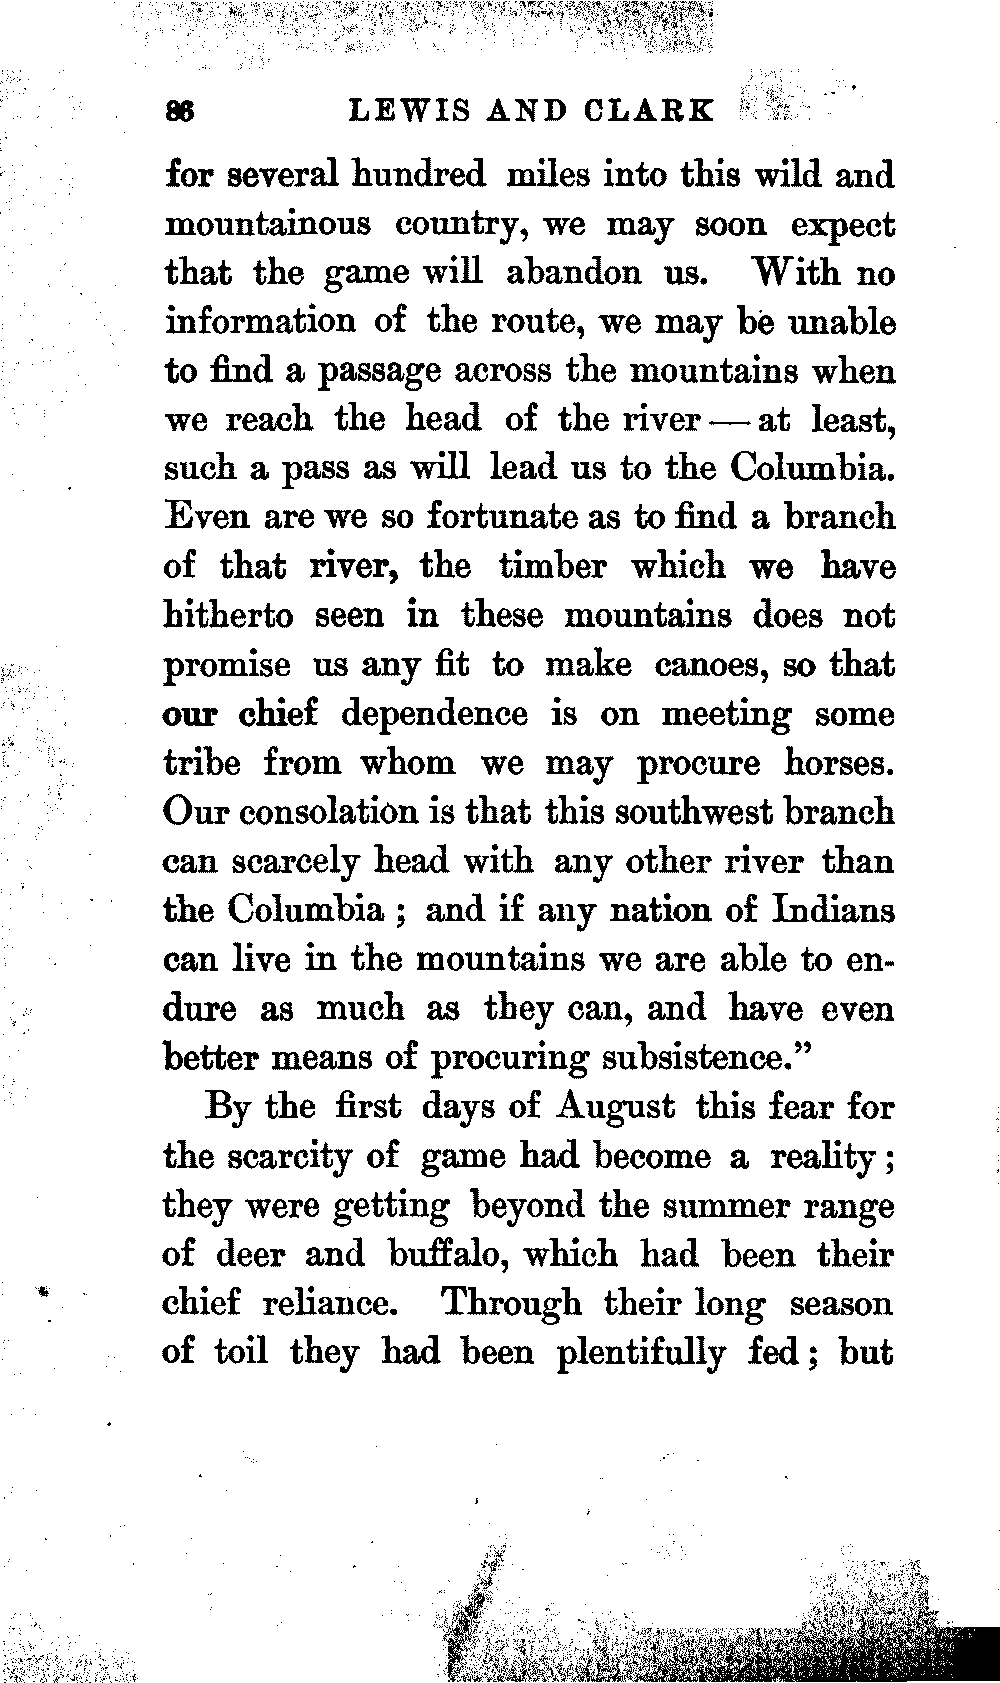 86 LEWIS AND CLARK
for several hundred miles into this wild and
mountainous country, we may soon expect
that the game will abandon us. With no
information of the route, we may be unable
to find a passage across the mountains when
we reach the head of the river — at least,
such a pass as will lead us to the Columbia.
Even are we so fortunate as to find a branch
of that river, the timber which we have
hitherto seen in these mountains does not
promise us any fit to make canoes, so that
our chief dependence is on meeting some
tribe from whom we may procure horses.
Our consolation is that this southwest branch
can scarcely head with any other river than
the Columbia ; and if any nation of Indians
can live in the mountains we are able to en-
dure as much as they can, and have even
better means of procuring subsistence.”
By the first days of August this fear for
the scarcity of game had become a reality ;
they were getting beyond the summer range
of deer and buffalo, which had been their
chief reliance. Through their long season
of toil they had been plentifully fed ; but